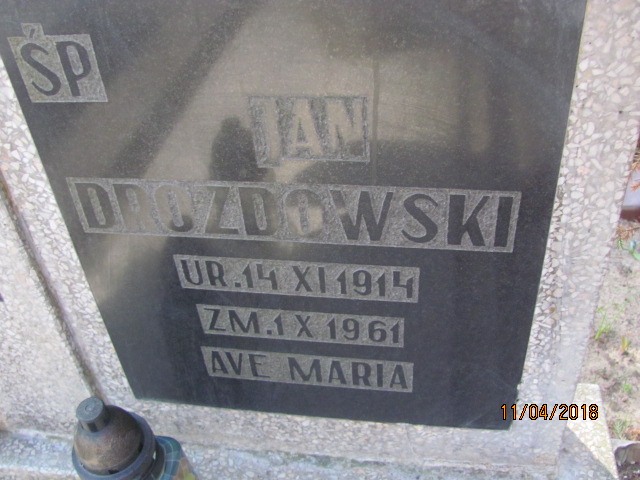 ŚP
JAN
DROZDOWSKI
UR.14 XI 1914
ZM.1 X 1961
AVE MARIA
11/04/2018